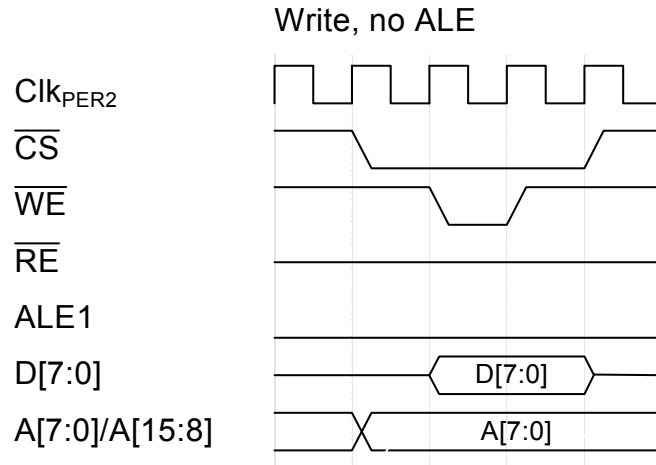 Write, no ALE
ClkPER2
CS
WE
RE
ALE1
D[7:0] D[7:0]
A[7:0]/A[15:8] A[7:0]